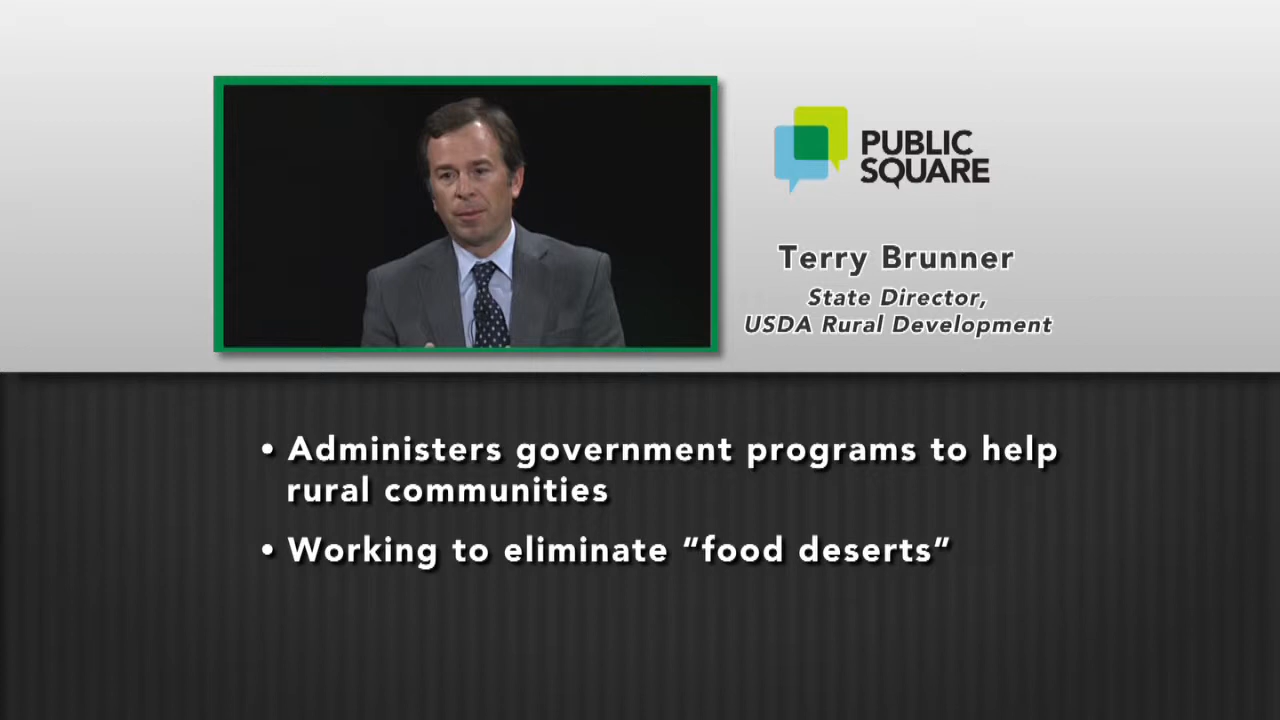 PUBLIC
SQUARE
Terry Brunner
State Director,
USDA Rural Development
• Administers government programs to help
rural communities
• Working to eliminate “food deserts”